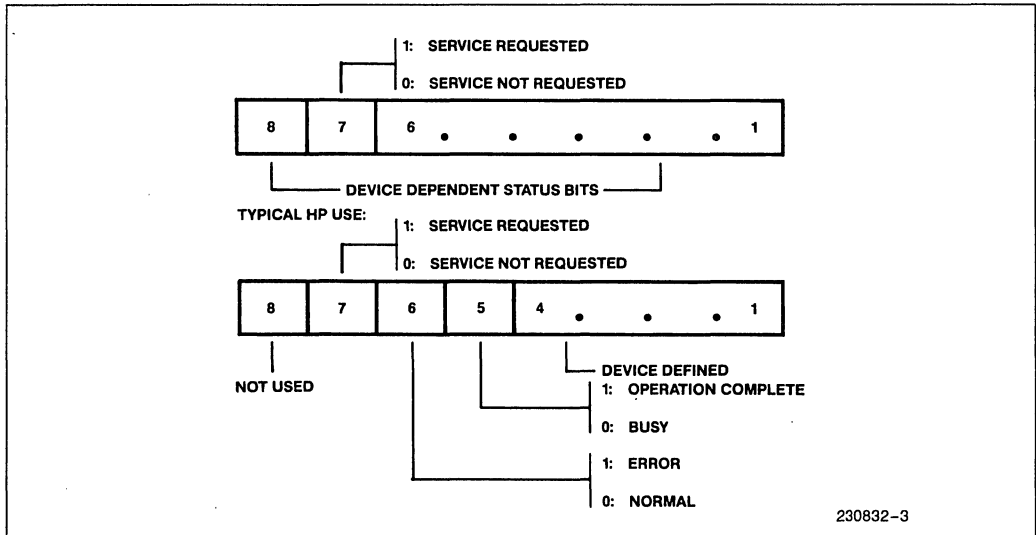 1: SERVICE REQUESTED
0: SERVICE NOT REQUESTED
8 7 6 • • • • • 1
DEVICE DEPENDENT STATUS BITS
TYPICAL HP USE:
1: SERVICE REQUESTED
0: SERVICE NOT REQUESTED
8 7 6 5 4 • • • 1
NOT USED
DEVICE DEFINED
1: OPERATION COMPLETE
0: BUSY
1: ERROR
0: NORMAL
230832-3